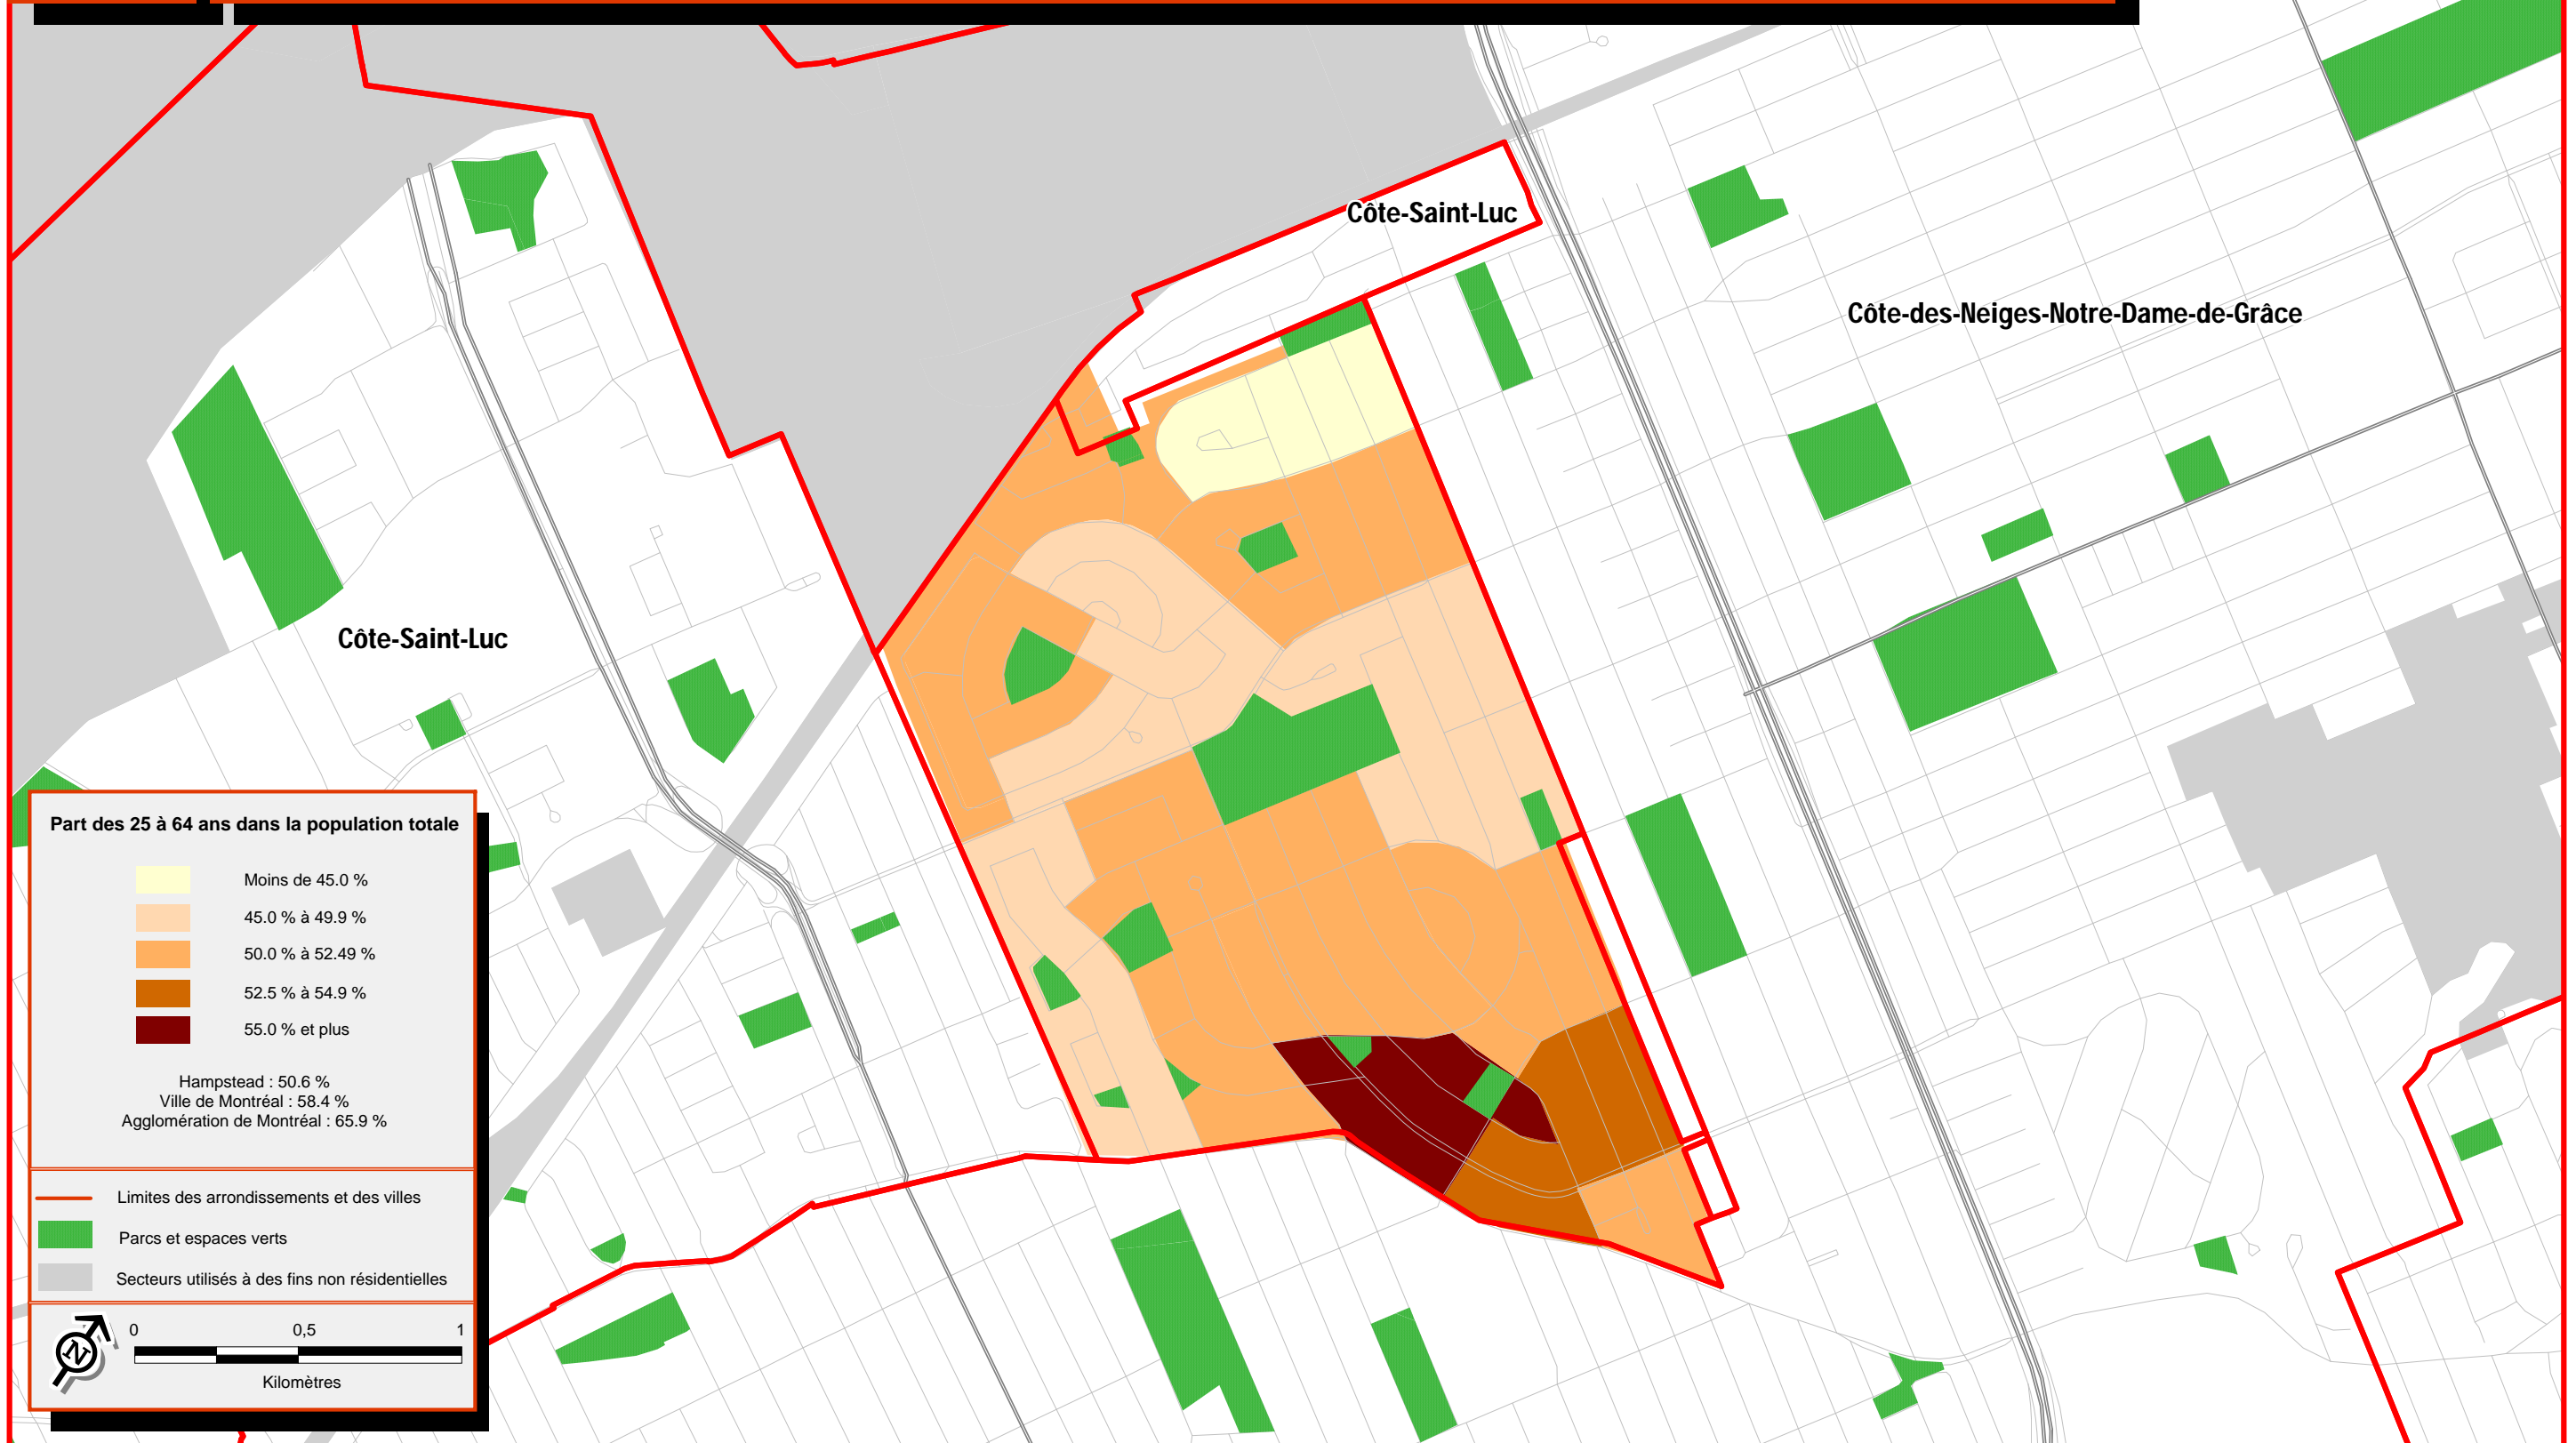 Côte-Saint-Luc
Côte-des-Neiges-Notre-Dame-de-Grâce
Côte-Saint-Luc
Part des 25 à 64 ans dans la population totale
Moins de 45.0 %
45.0 % à 49.9 %
50.0 % à 52.49 %
52.5 % à 54.9 %
55.0 % et plus
Hampstead : 50.6 %
Ville de Montréal : 58.4 %
Agglomération de Montréal : 65.9 %
Limites des arrondissements et des villes
Parcs et espaces verts
Secteurs utilisés à des fins non résidentielles
N
0 0,5 1
Kilomètres